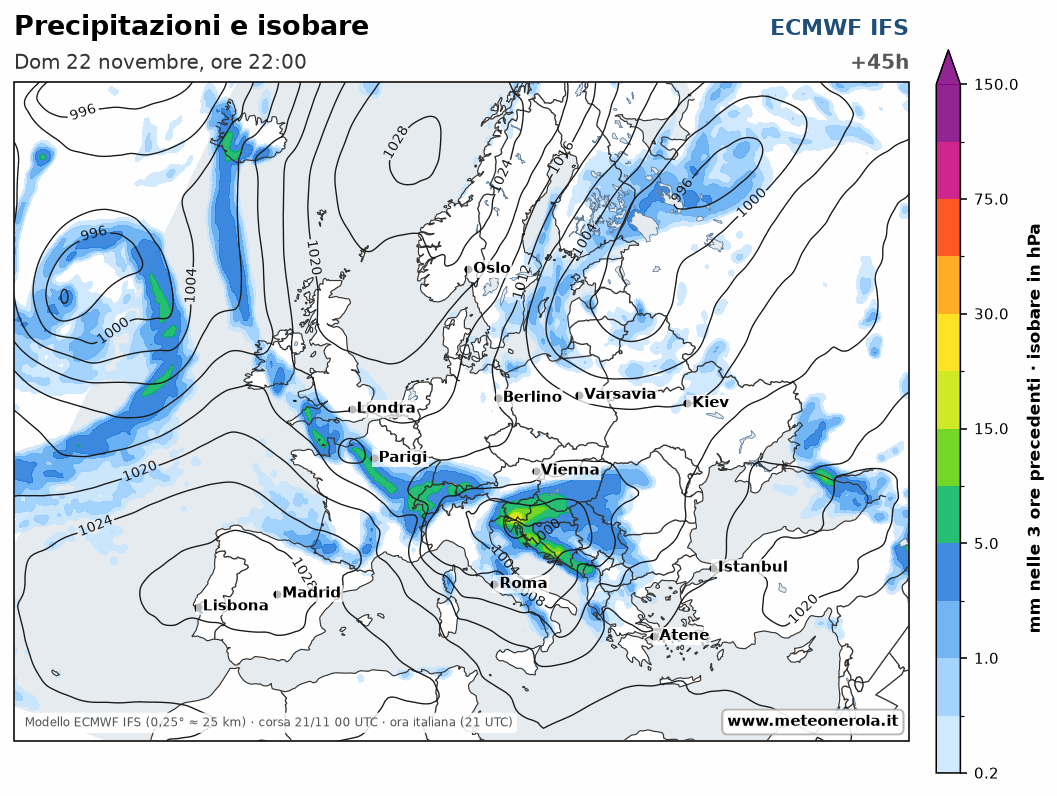 Precipitazioni e isobare
ECMWF IFS
Dom 22 novembre, ore 22:00
+45h
996
1028
1024
1016
996
1000
996
1004
1020
1004
1012
1000
Oslo
Londra
Berlino
Varsavia
Kiev
Parigi
Vienna
1020
1024
1000
1004
1008
1028
Roma
Madrid
Lisbona
Istanbul
1020
Atene
Modello ECMWF IFS (0,25° ≈ 25 km) · corsa 21/11 00 UTC · ora italiana (21 UTC)
www.meteonerola.it
150.0
75.0
30.0
15.0
5.0
1.0
0.2
mm nelle 3 ore precedenti · isobare in hPa